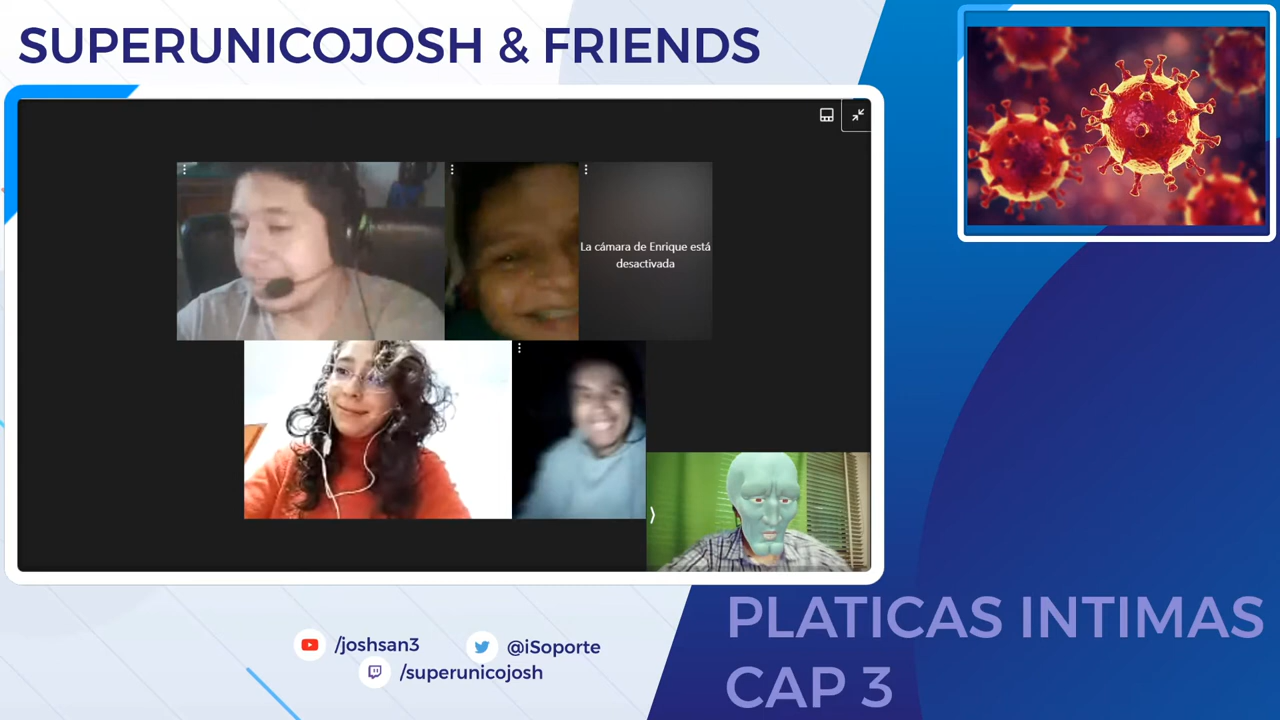 SUPERUNICOJOSH & FRIENDS
La cámara de Enrique está
desactivada
/joshsan3
@iSoporte
/superunicojosh
PLATICAS INTIMAS
CAP 3